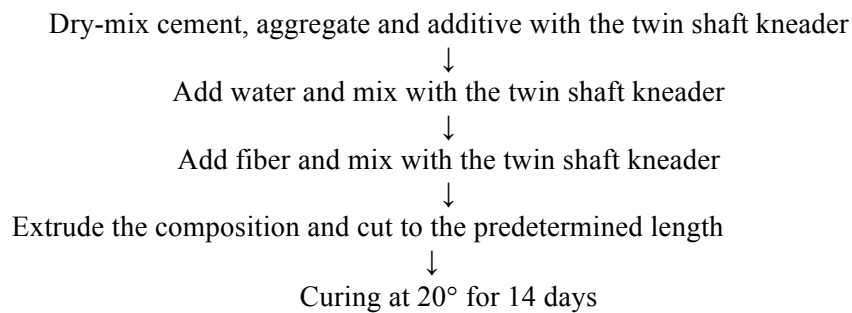 Dry-mix cement, aggregate and additive with the twin shaft kneader
↓
Add water and mix with the twin shaft kneader
↓
Add fiber and mix with the twin shaft kneader
↓
Extrude the composition and cut to the predetermined length
↓
Curing at 20° for 14 days